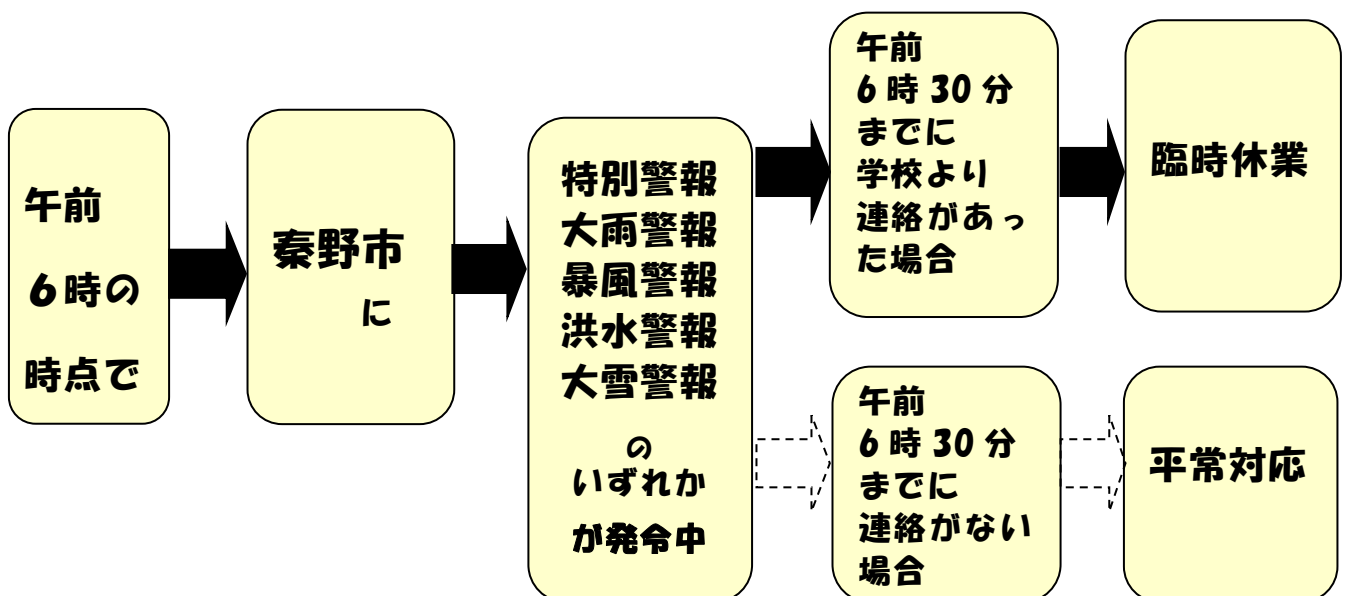 午前
6時の
時点で
秦野市
に
特別警報
大雨警報
暴風警報
洪水警報
大雪警報
の
いずれか
が発令中
午前
6時30分
までに
学校より
連絡があっ
た場合
臨時休業
午前
6時30分
までに
連絡がない
場合
平常対応